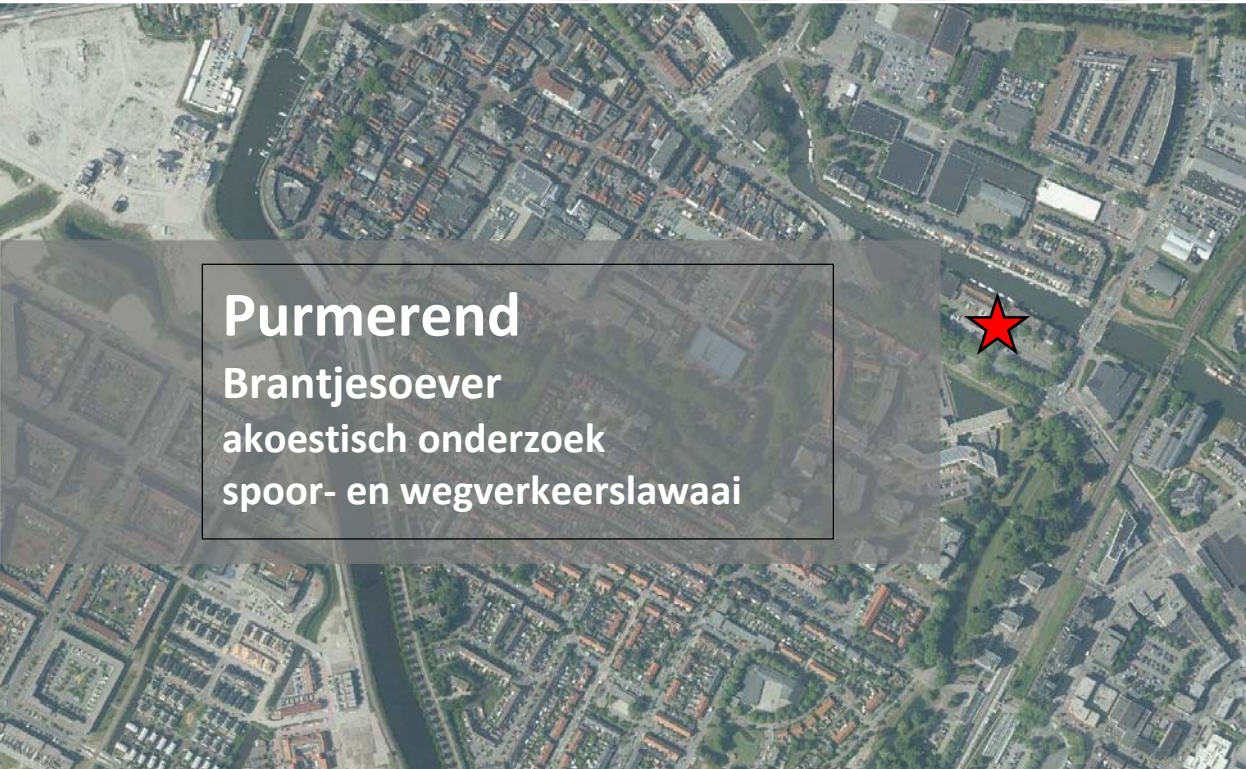 Purmerend
Brantjesoever
akoestisch onderzoek
spoor- en wegverkeerslawaai